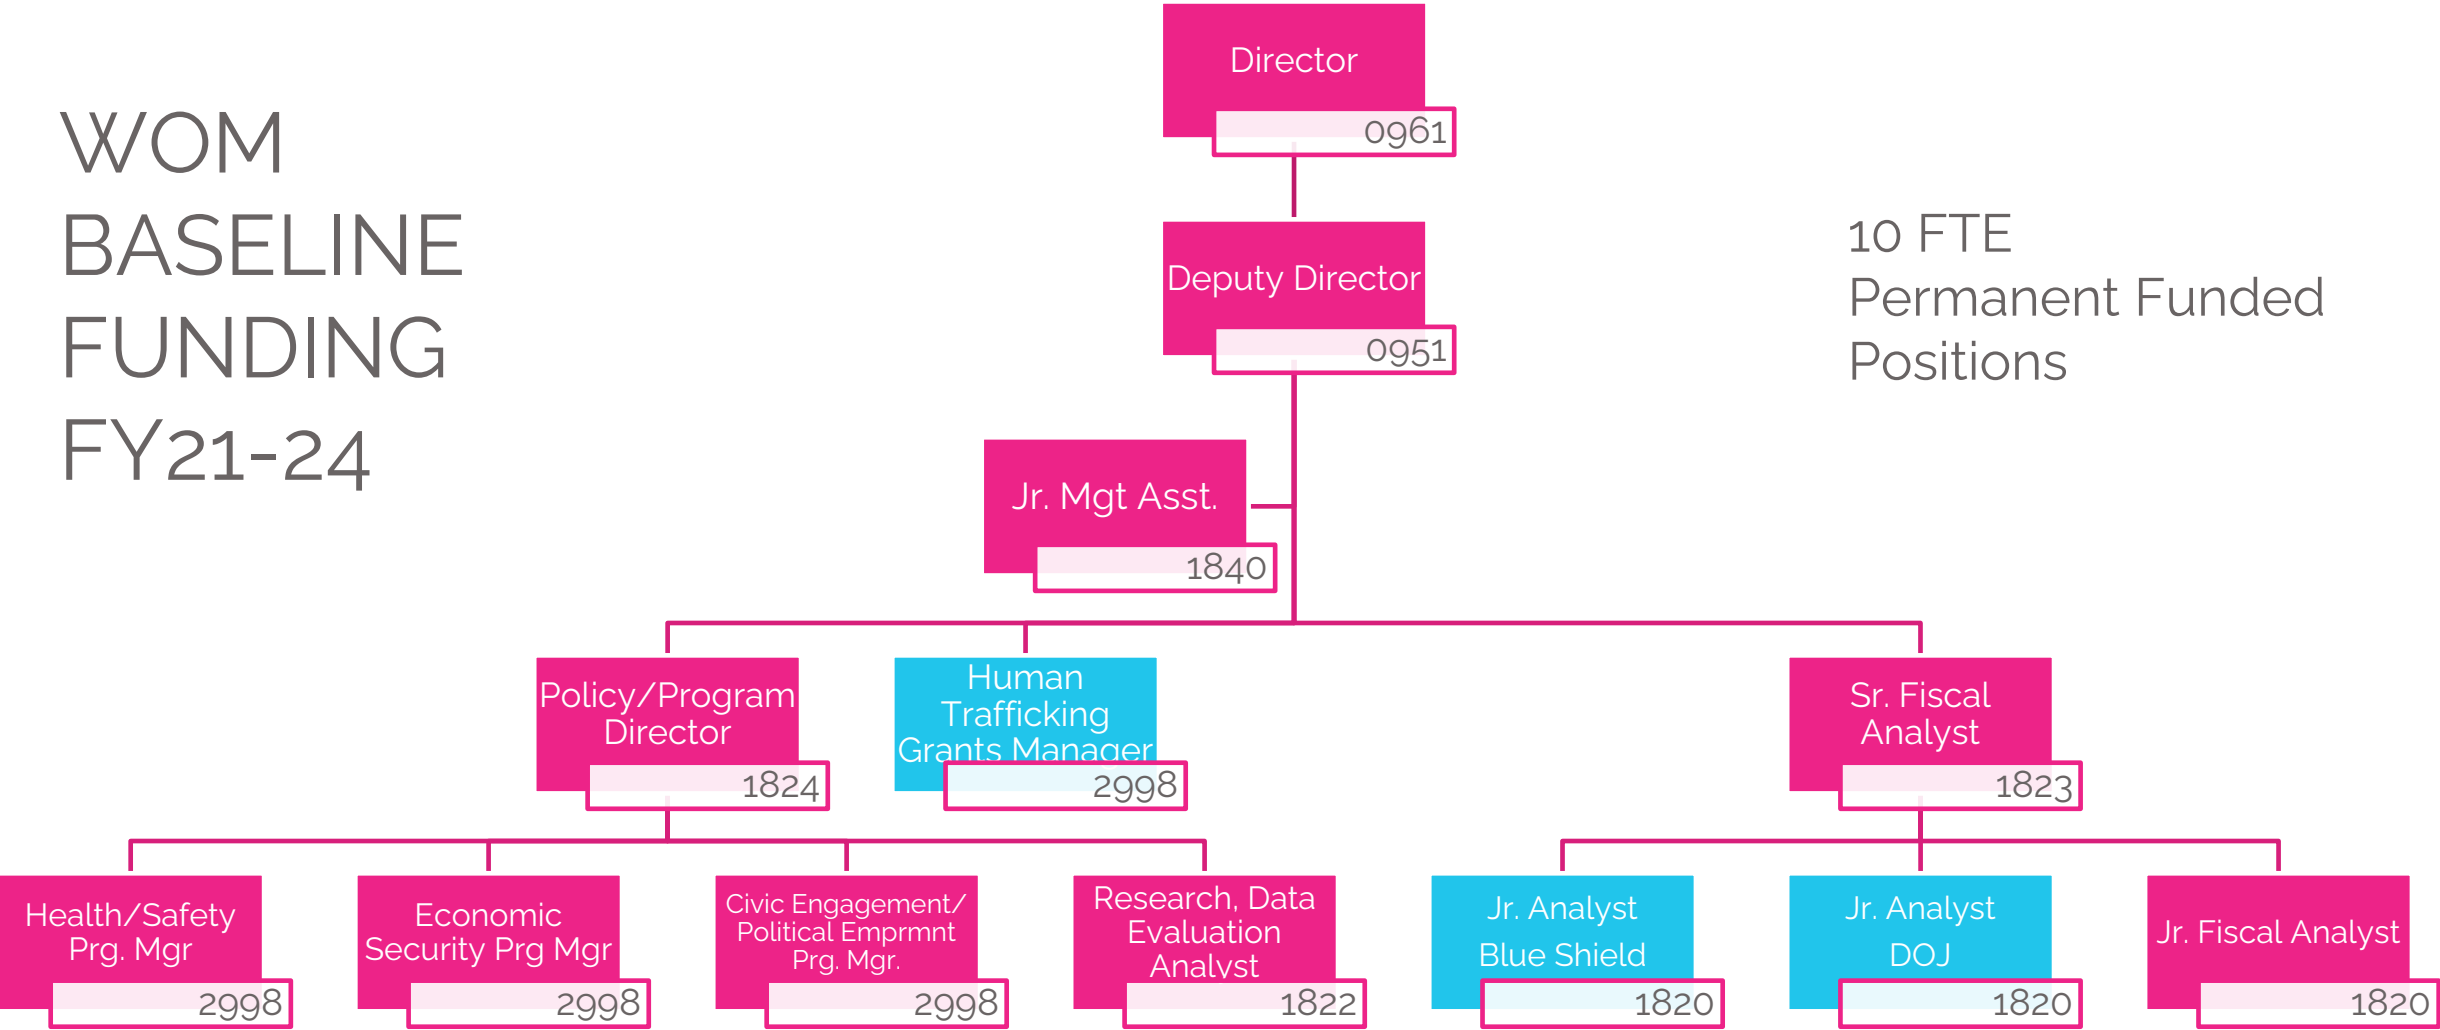 WOM
BASELINE
FUNDING
FY21-24
10 FTE
Permanent Funded
Positions
Director
0961
Deputy Director
0951
Jr. Mgt Asst.
1840
Policy/Program
Director
1824
Human
Trafficking
Grants Manager
2998
Sr. Fiscal
Analyst
1823
Health/Safety
Prg. Mgr
2998
Economic
Security Prg Mgr
2998
Civic Engagement/
Political Emprmnt
Prg. Mgr.
2998
Research, Data
Evaluation
Analyst
1822
Jr. Analyst
Blue Shield
1820
Jr. Analyst
DOJ
1820
Jr. Fiscal Analyst
1820